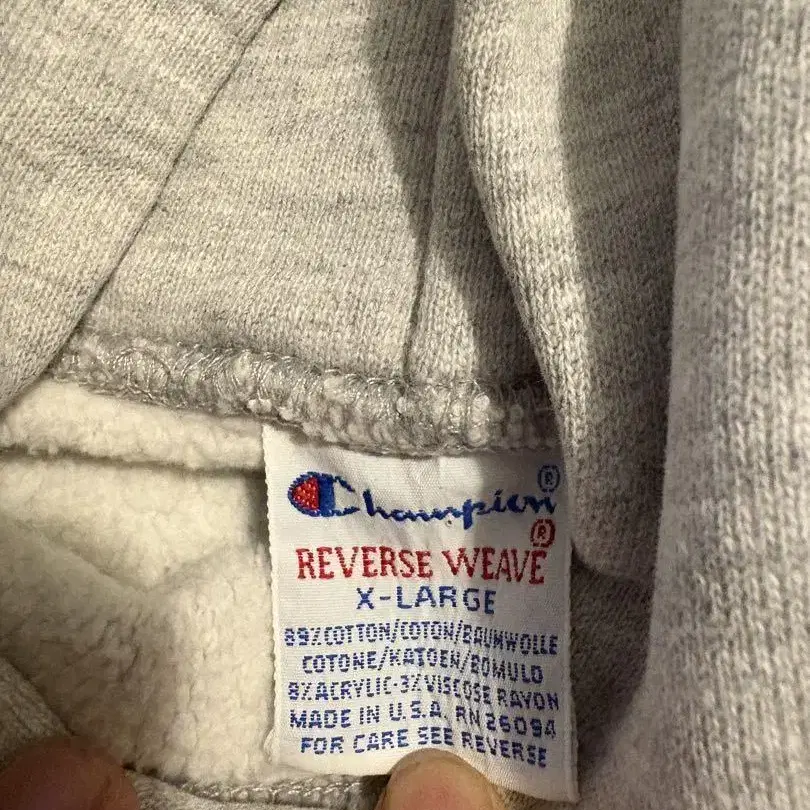 Champion®
REVERSE WEAVE®
X-LARGE
89%COTTON/COTON/BAUMWOLLE
COTONE/KATOEN/BOMULD
8%ACRYLIC-3%VISCOSE RAYON
MADE IN U.S.A. RN 26094
FOR CARE SEE REVERSE